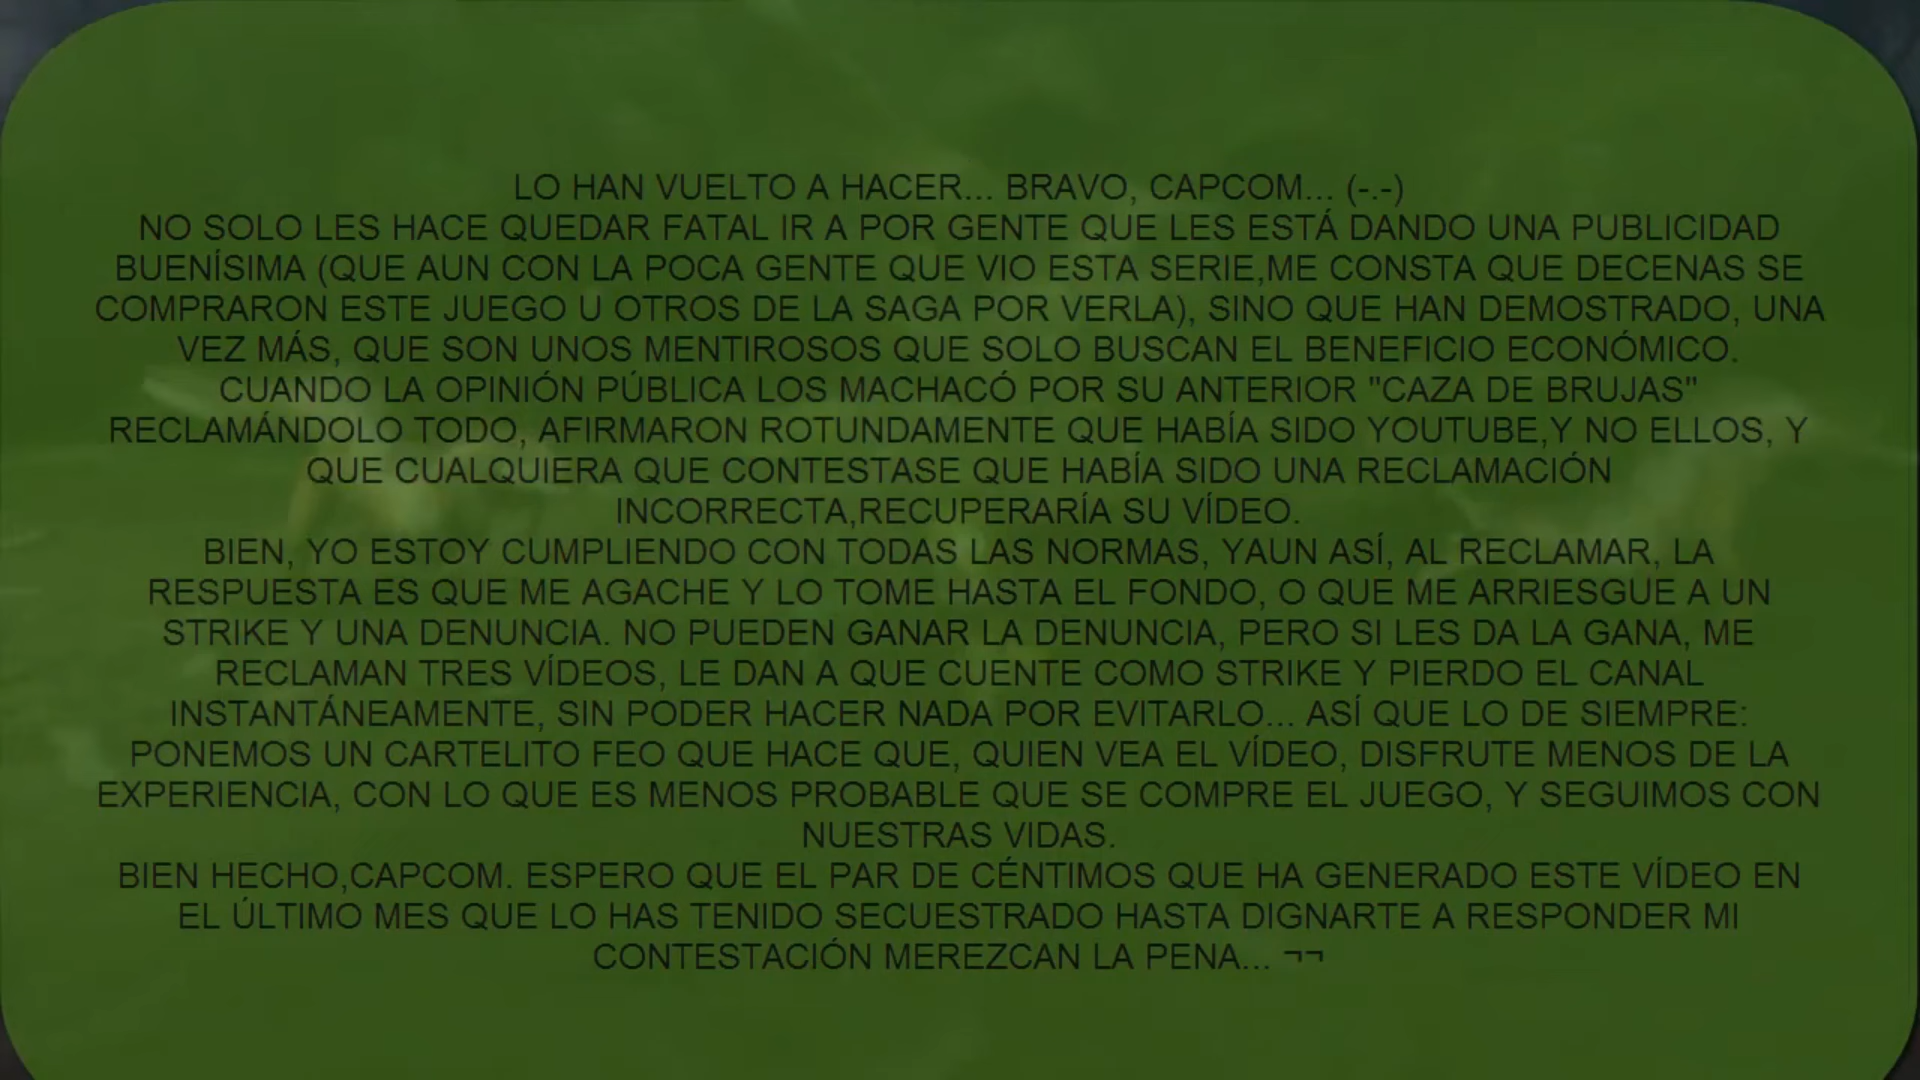 LO HAN VUELTO A HACER... BRAVO, CAPCOM... (-.-)
NO SOLO LES HACE QUEDAR FATAL IR A POR GENTE QUE LES ESTÁ DANDO UNA PUBLICIDAD
BUENÍSIMA (QUE AUN CON LA POCA GENTE QUE VIO ESTA SERIE,ME CONSTA QUE DECENAS SE
COMPRARON ESTE JUEGO U OTROS DE LA SAGA POR VERLA), SINO QUE HAN DEMOSTRADO, UNA
VEZ MÁS, QUE SON UNOS MENTIROSOS QUE SOLO BUSCAN EL BENEFICIO ECONÓMICO.
CUANDO LA OPINIÓN PÚBLICA LOS MACHACÓ POR SU ANTERIOR "CAZA DE BRUJAS"
RECLAMÁNDOLO TODO, AFIRMARON ROTUNDAMENTE QUE HABÍA SIDO YOUTUBE,Y NO ELLOS, Y
QUE CUALQUIERA QUE CONTESTASE QUE HABÍA SIDO UNA RECLAMACIÓN
INCORRECTA,RECUPERARÍA SU VÍDEO.
BIEN, YO ESTOY CUMPLIENDO CON TODAS LAS NORMAS, YAUN ASÍ, AL RECLAMAR, LA
RESPUESTA ES QUE ME AGACHE Y LO TOME HASTA EL FONDO, O QUE ME ARRIESGUE A UN
STRIKE Y UNA DENUNCIA. NO PUEDEN GANAR LA DENUNCIA, PERO SI LES DA LA GANA, ME
RECLAMAN TRES VÍDEOS, LE DAN A QUE CUENTE COMO STRIKE Y PIERDO EL CANAL
INSTANTÁNEAMENTE, SIN PODER HACER NADA POR EVITARLO... ASÍ QUE LO DE SIEMPRE:
PONEMOS UN CARTELITO FEO QUE HACE QUE, QUIEN VEA EL VÍDEO, DISFRUTE MENOS DE LA
EXPERIENCIA, CON LO QUE ES MENOS PROBABLE QUE SE COMPRE EL JUEGO, Y SEGUIMOS CON
NUESTRAS VIDAS.
BIEN HECHO,CAPCOM. ESPERO QUE EL PAR DE CÉNTIMOS QUE HA GENERADO ESTE VÍDEO EN
EL ÚLTIMO MES QUE LO HAS TENIDO SECUESTRADO HASTA DIGNARTE A RESPONDER MI
CONTESTACIÓN MEREZCAN LA PENA... ¬¬